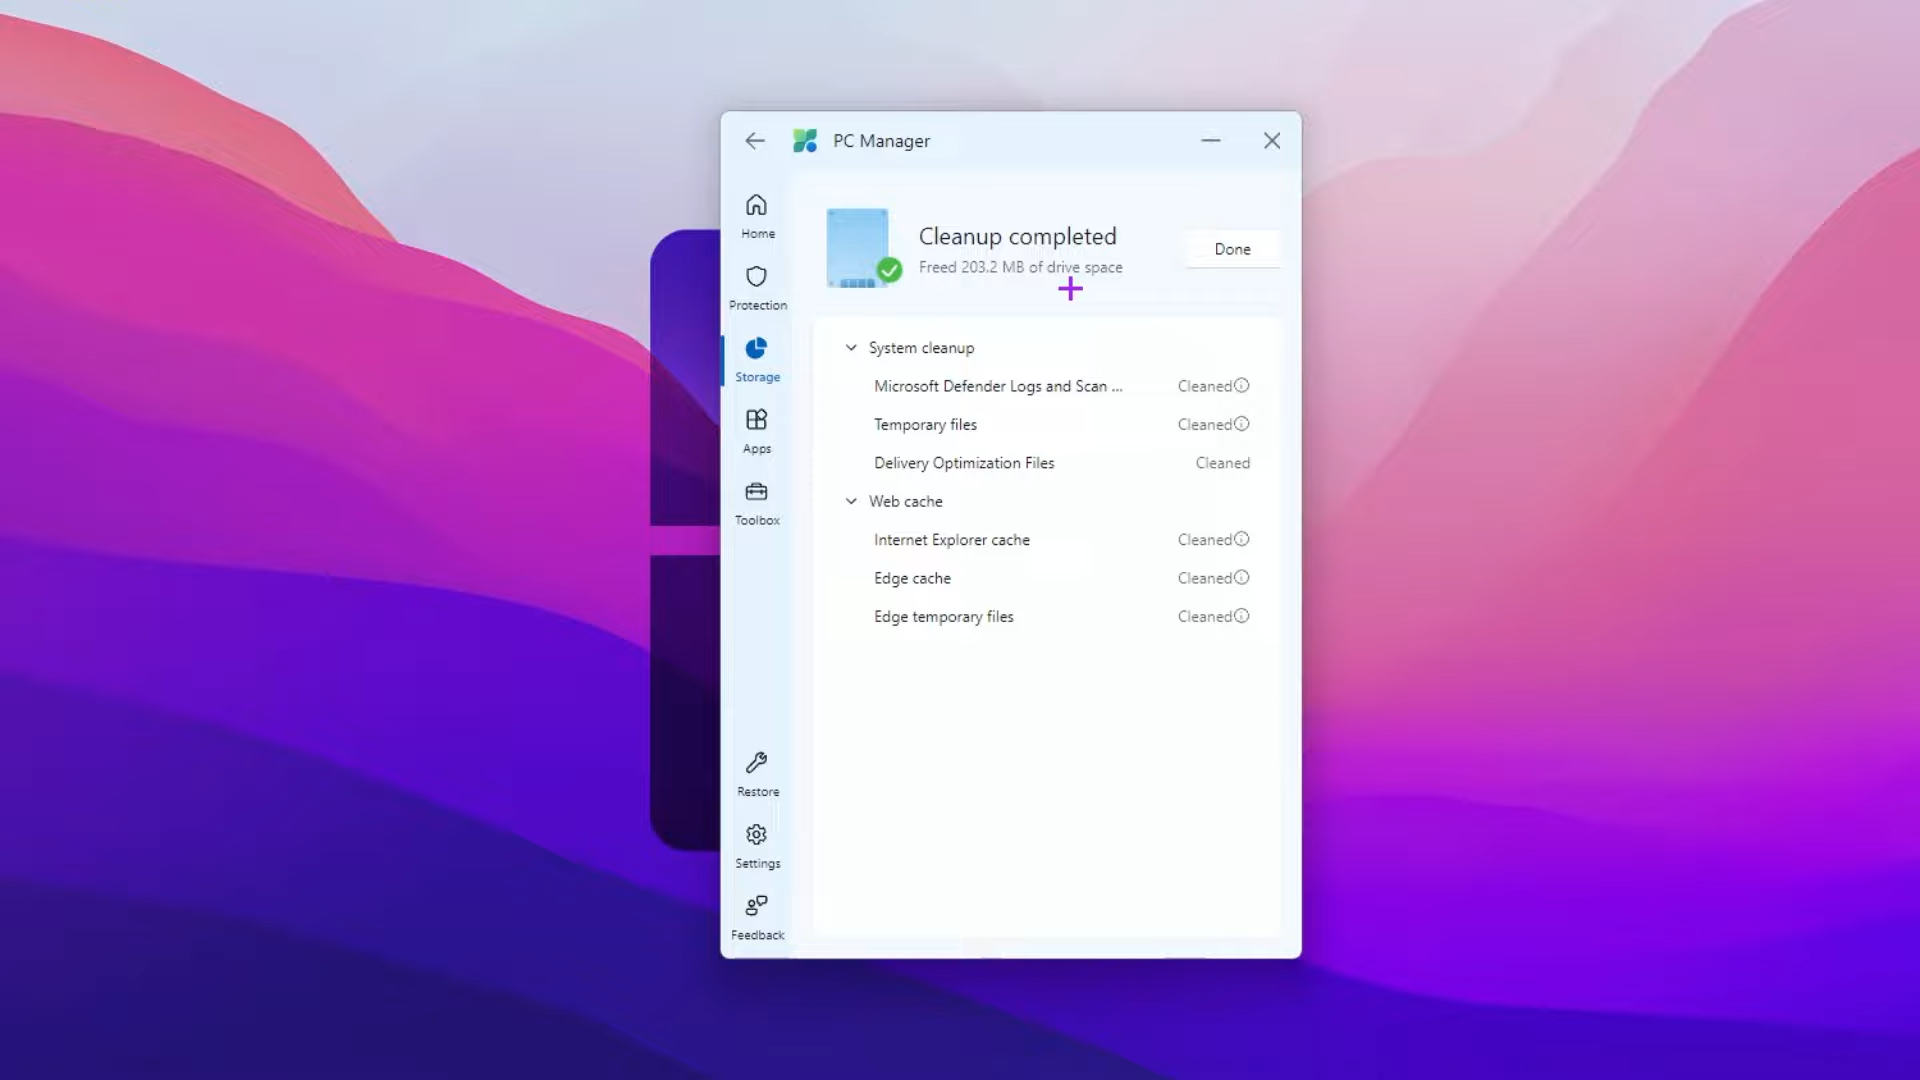 PC Manager
Home
Protection
Storage
Apps
Toolbox
Restore
Settings
Feedback
Cleanup completed
Freed 203.2 MB of drive space
Done
System cleanup
Microsoft Defender Logs and Scan ... Cleaned
Temporary files Cleaned
Delivery Optimization Files Cleaned
Web cache
Internet Explorer cache Cleaned
Edge cache Cleaned
Edge temporary files Cleaned